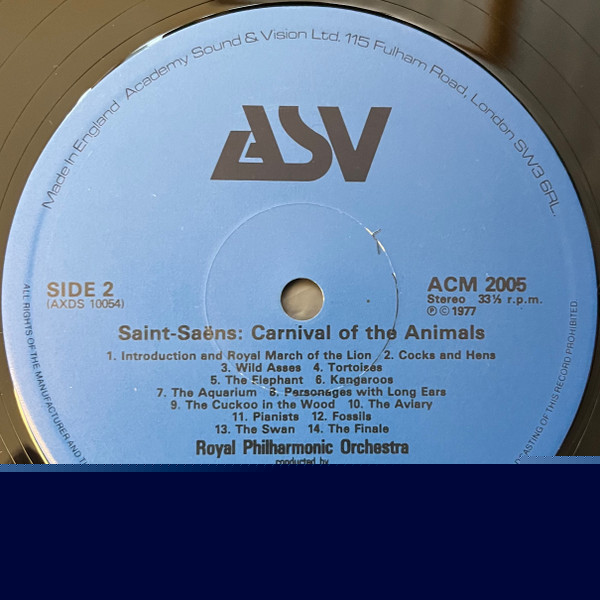 Made in England Academy Sound & Vision Ltd. 115 Fulham Road, London SW3 6RL.
ASV
SIDE 2
(AXDS 10054)
ACM 2005
Stereo 33⅓ r.p.m.
Ⓟ © 1977
Saint-Saëns: Carnival of the Animals
1. Introduction and Royal March of the Lion 2. Cocks and Hens
3. Wild Asses 4. Tortoises
5. The Elephant 6. Kangaroos
7. The Aquarium 8. Personages with Long Ears
9. The Cuckoo in the Wood 10. The Aviary
11. Pianists 12. Fossils
13. The Swan 14. The Finale
Royal Philharmonic Orchestra
conducted by
ALL RIGHTS OF THE MANUFACTURER AND
OF THIS RECORD PROHIBITED